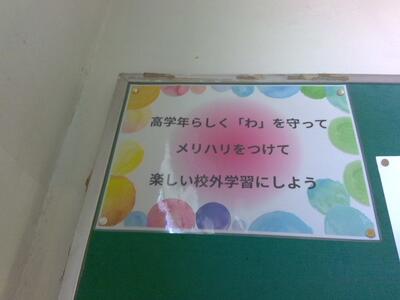 高学年らしく「わ」を守って
メリハリをつけて
楽しい校外学習にしよう